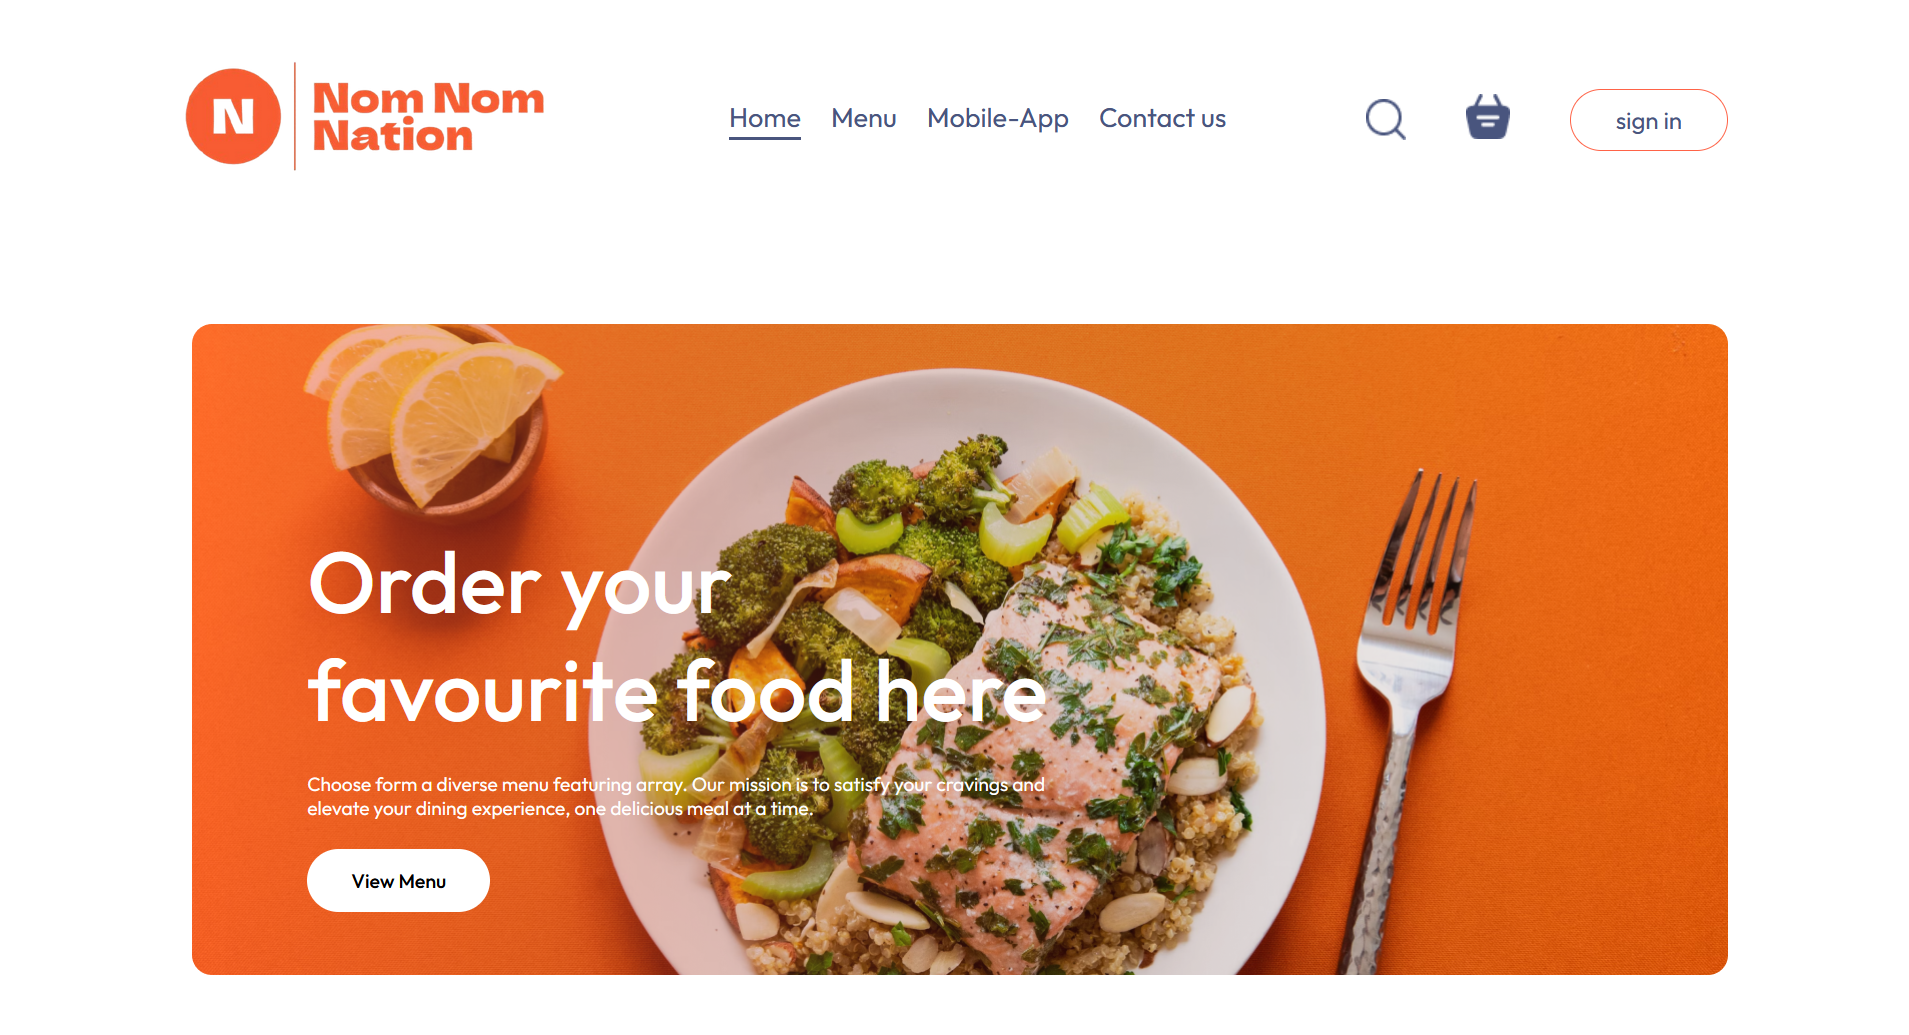 N
Nom Nom
Nation
Home Menu Mobile-App Contact us
sign in
Order your
favourite food here
Choose form a diverse menu featuring array. Our mission is to satisfy your cravings and
elevate your dining experience, one delicious meal at a time.
View Menu